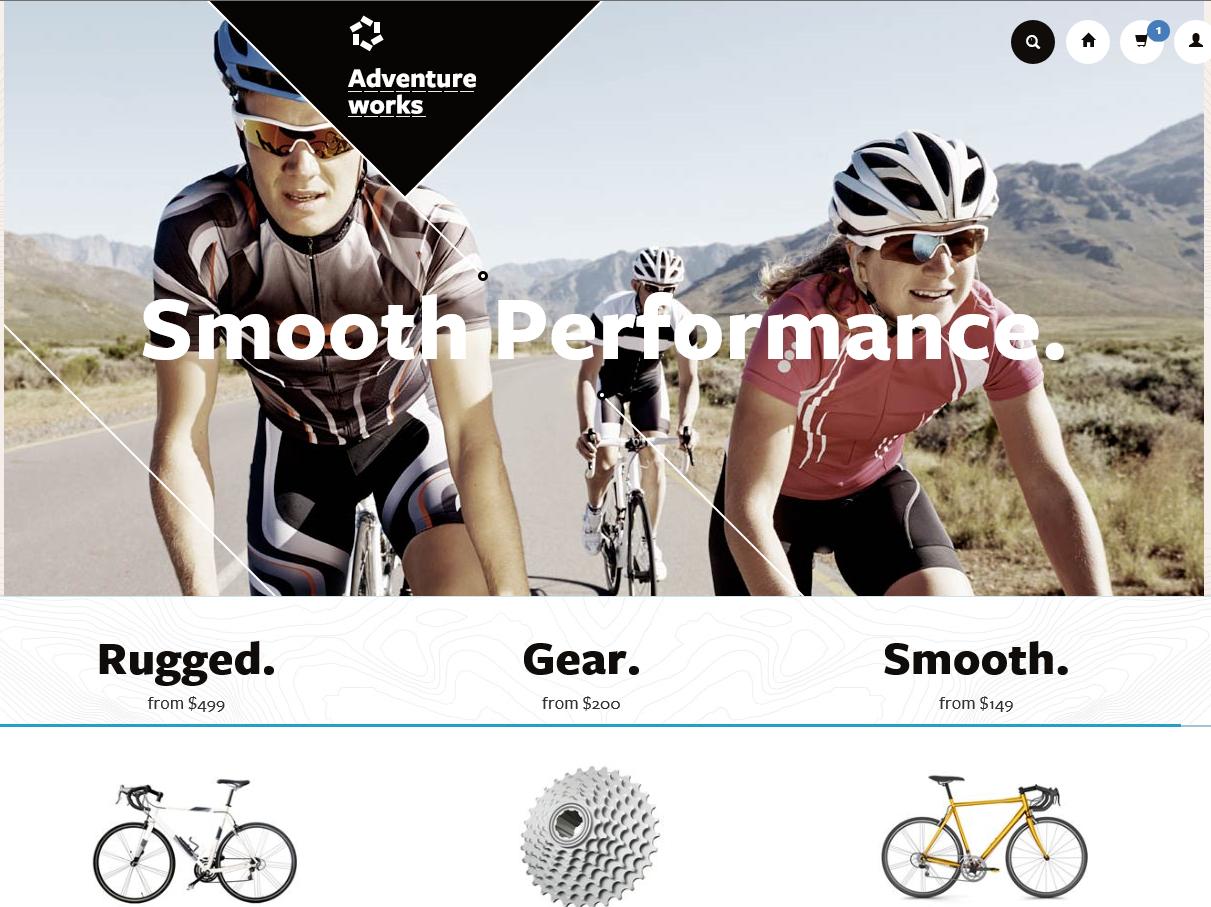 Adventure
works
1
Smooth Performance.
Rugged.
Gear.
Smooth.
from $499
from $200
from $149